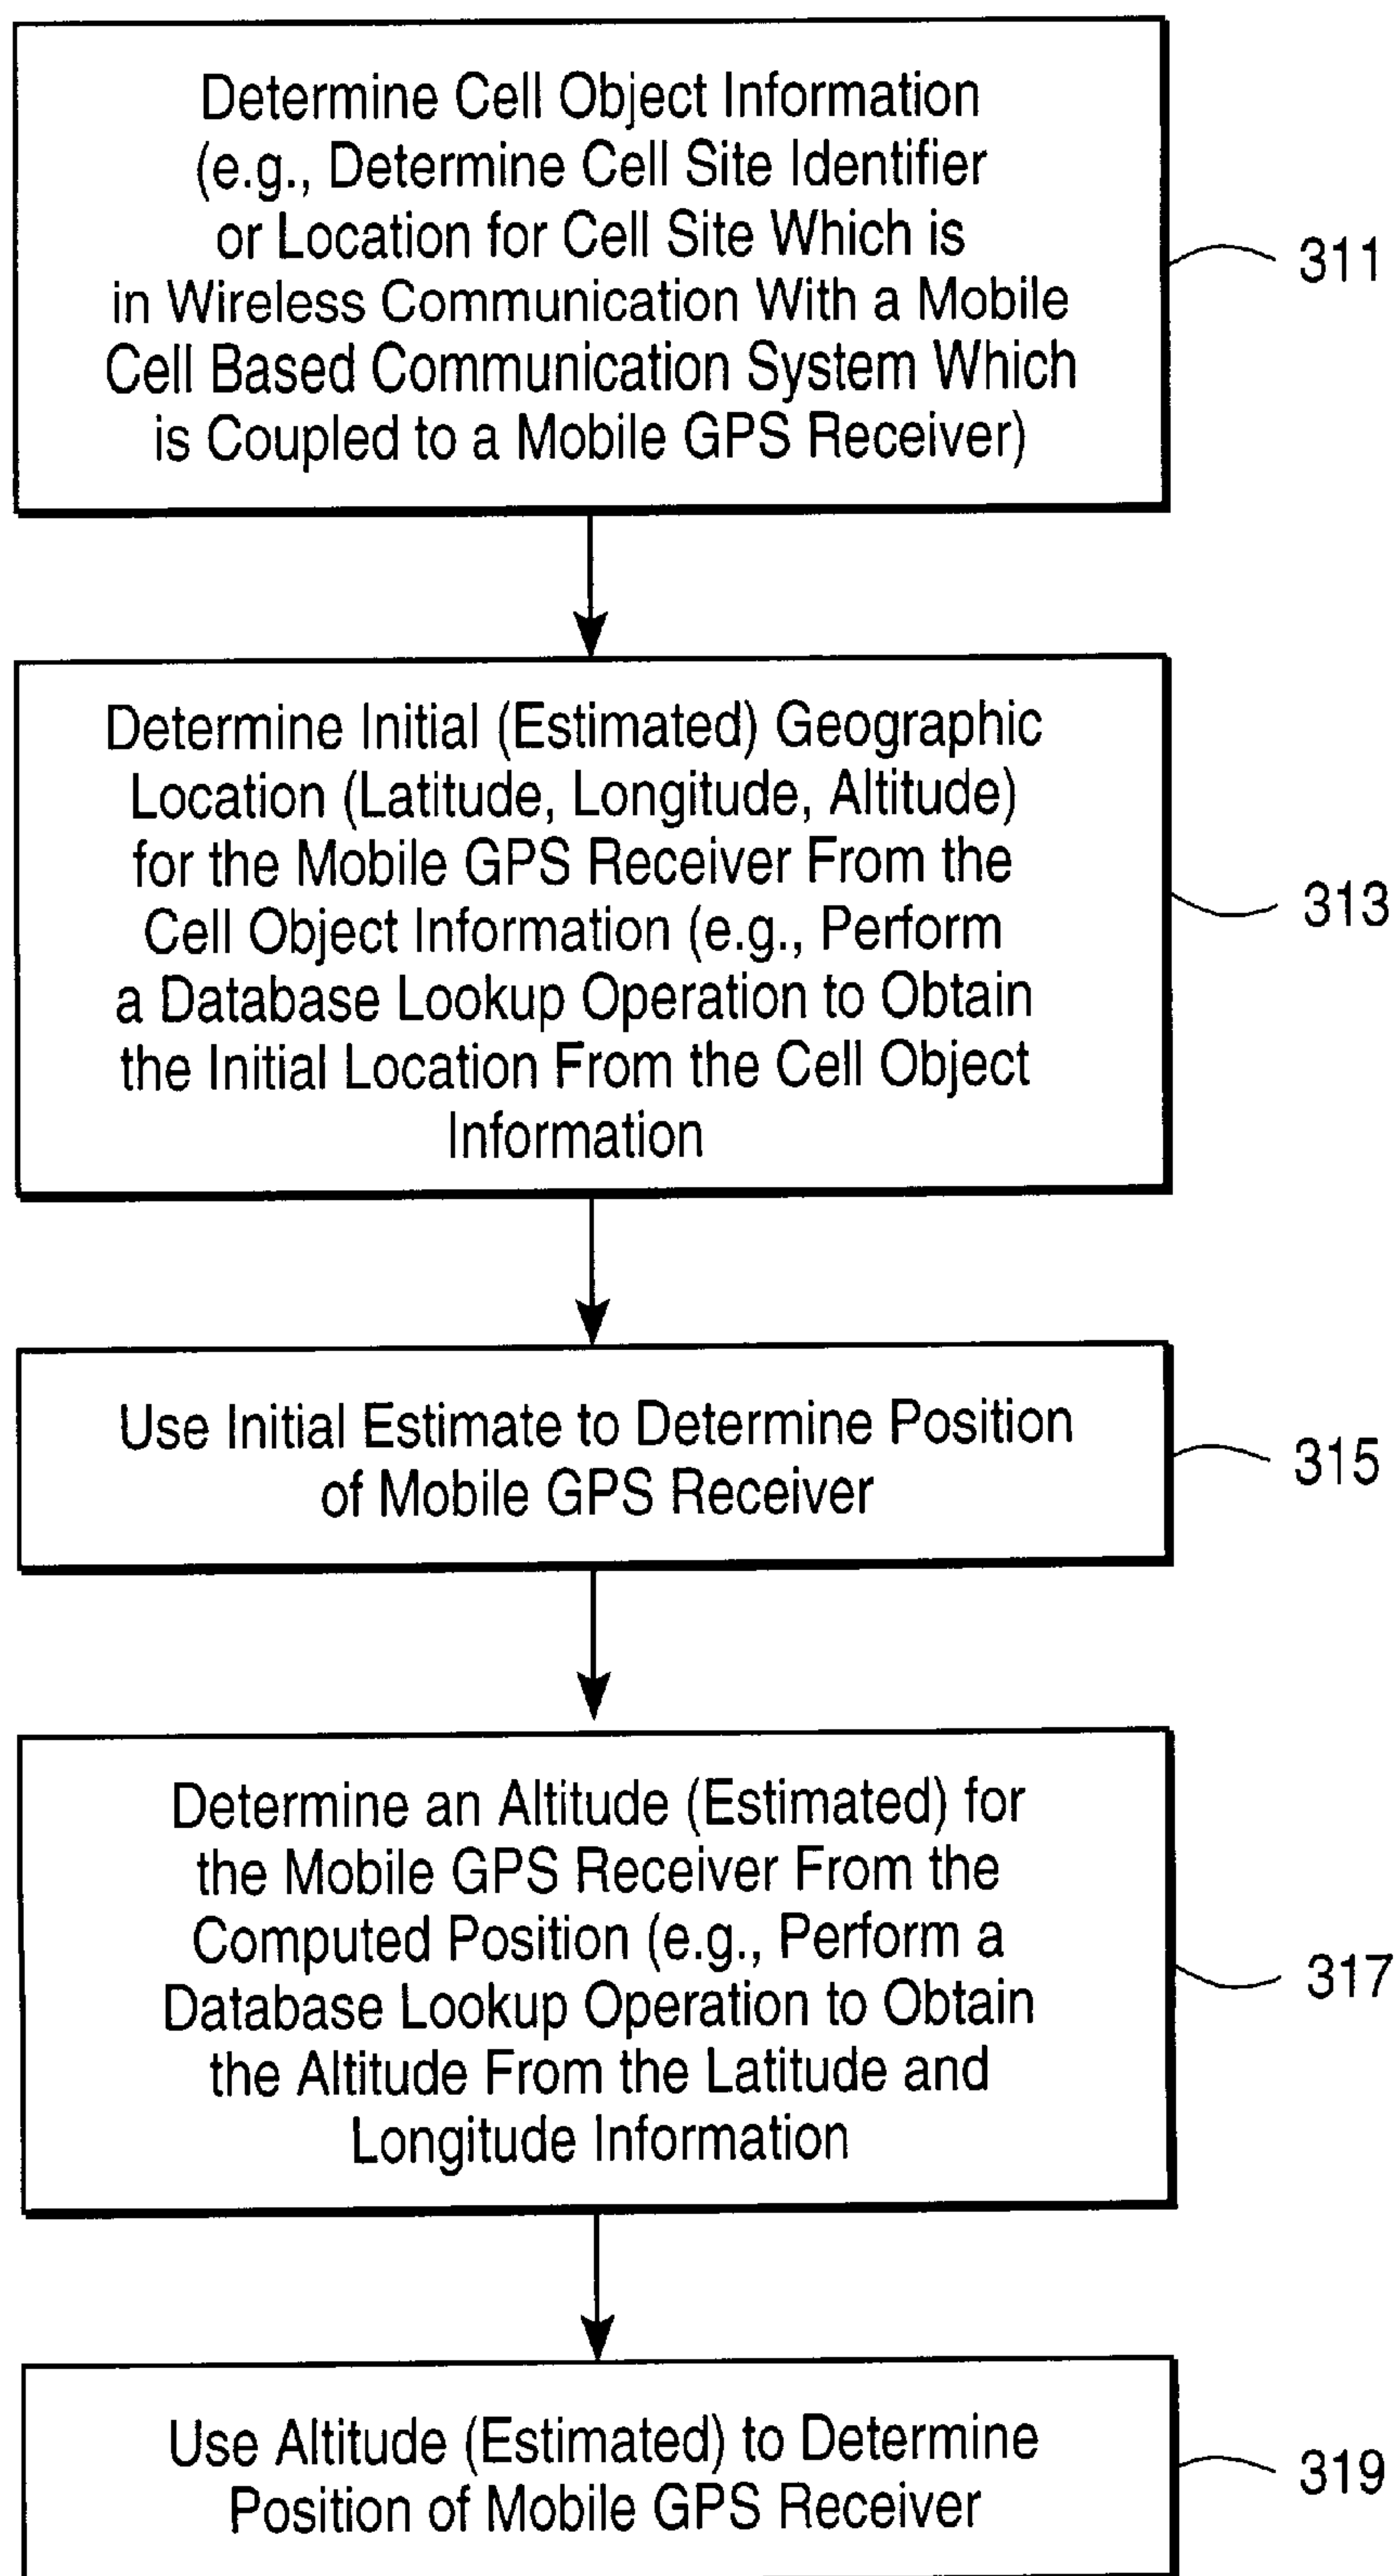 Determine Cell Object Information
(e.g., Determine Cell Site Identifier
or Location for Cell Site Which is
in Wireless Communication With a Mobile
Cell Based Communication System Which
is Coupled to a Mobile GPS Receiver)
311
Determine Initial (Estimated) Geographic
Location (Latitude, Longitude, Altitude)
for the Mobile GPS Receiver From the
Cell Object Information (e.g., Perform
a Database Lookup Operation to Obtain
the Initial Location From the Cell Object
Information
313
Use Initial Estimate to Determine Position
of Mobile GPS Receiver
315
Determine an Altitude (Estimated) for
the Mobile GPS Receiver From the
Computed Position (e.g., Perform a
Database Lookup Operation to Obtain
the Altitude From the Latitude and
Longitude Information
317
Use Altitude (Estimated) to Determine
Position of Mobile GPS Receiver
319